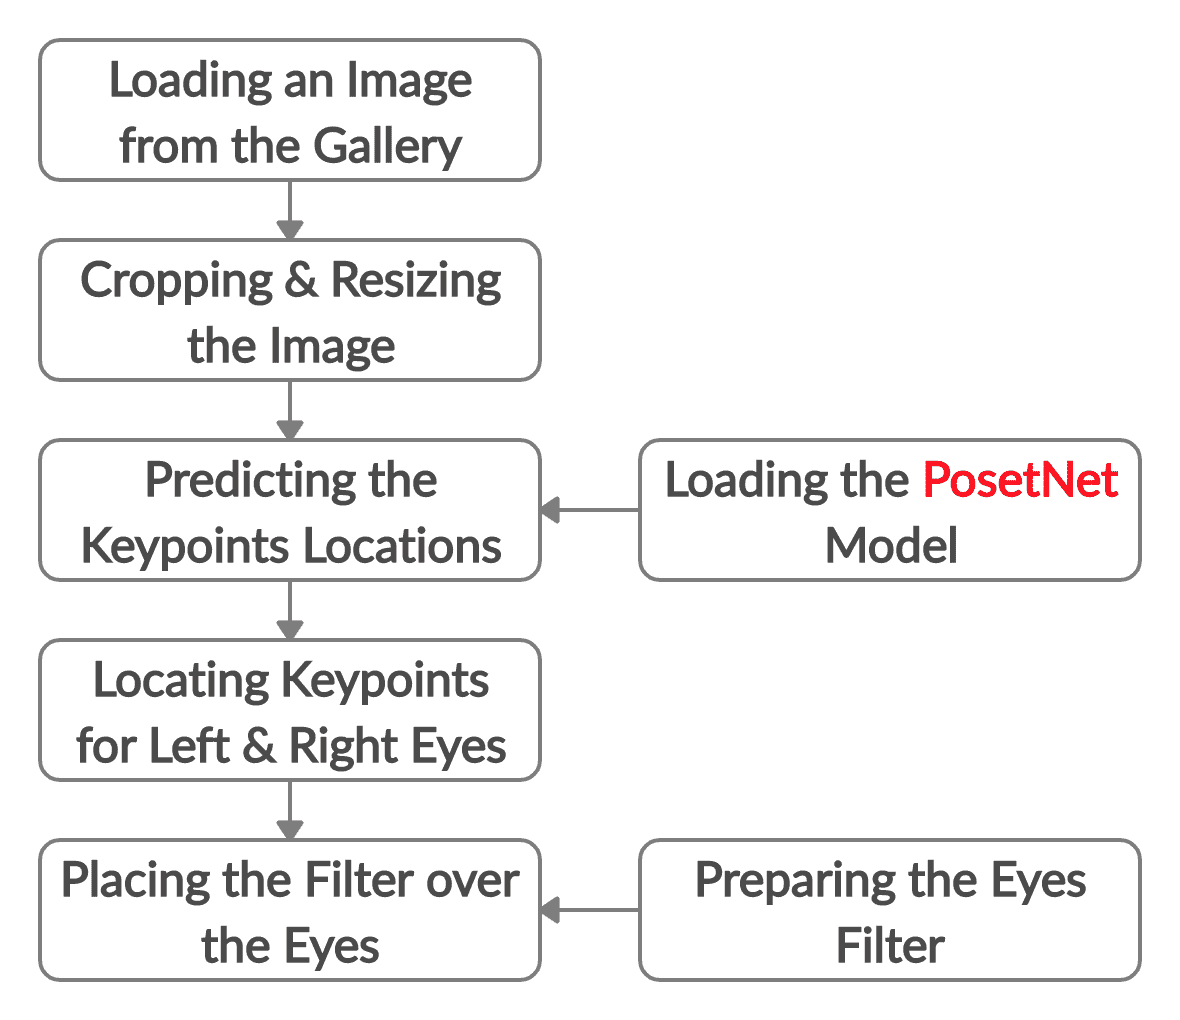 Loading an Image
from the Gallery
Cropping & Resizing
the Image
Predicting the
Keypoints Locations
Loading the PosetNet
Model
Locating Keypoints
for Left & Right Eyes
Placing the Filter over
the Eyes
Preparing the Eyes
Filter